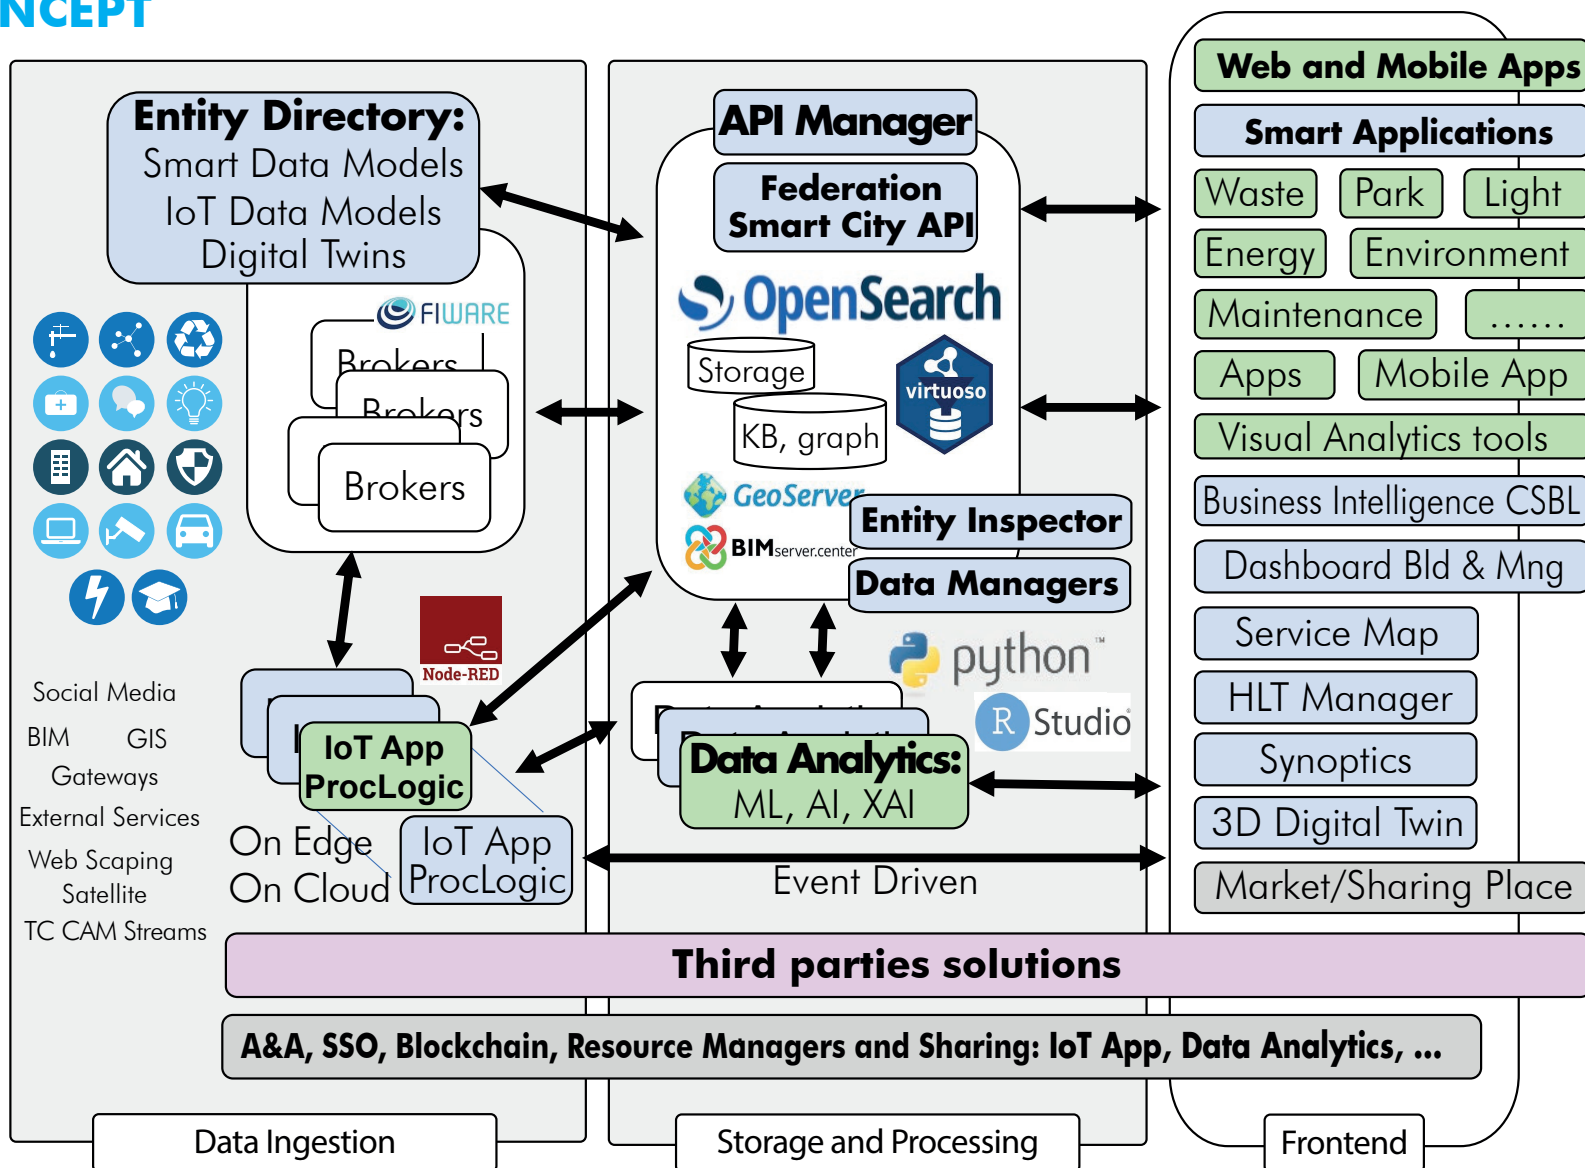 NCEPT
Entity Directory:
Smart Data Models
IoT Data Models
Digital Twins
FIWARE
Brokers
Brokers
Brokers
Node-RED
Social Media
BIM GIS
Gateways
External Services
Web Scaping
Satellite
TC CAM Streams
IoT App
ProcLogic
On Edge
On Cloud
IoT App
ProcLogic
API Manager
Federation
Smart City API
OpenSearch
Storage
virtuoso
KB, graph
GeoServer
BIMserver.center
Entity Inspector
Data Managers
python™
R Studio
Data Analytics
Data Analytics
Data Analytics:
ML, AI, XAI
Event Driven
Web and Mobile Apps
Smart Applications
Waste Park Light
Energy Environment
Maintenance ......
Apps Mobile App
Visual Analytics tools
Business Intelligence CSBL
Dashboard Bld & Mng
Service Map
HLT Manager
Synoptics
3D Digital Twin
Market/Sharing Place
Third parties solutions
A&A, SSO, Blockchain, Resource Managers and Sharing: IoT App, Data Analytics, ...
Data Ingestion
Storage and Processing
Frontend